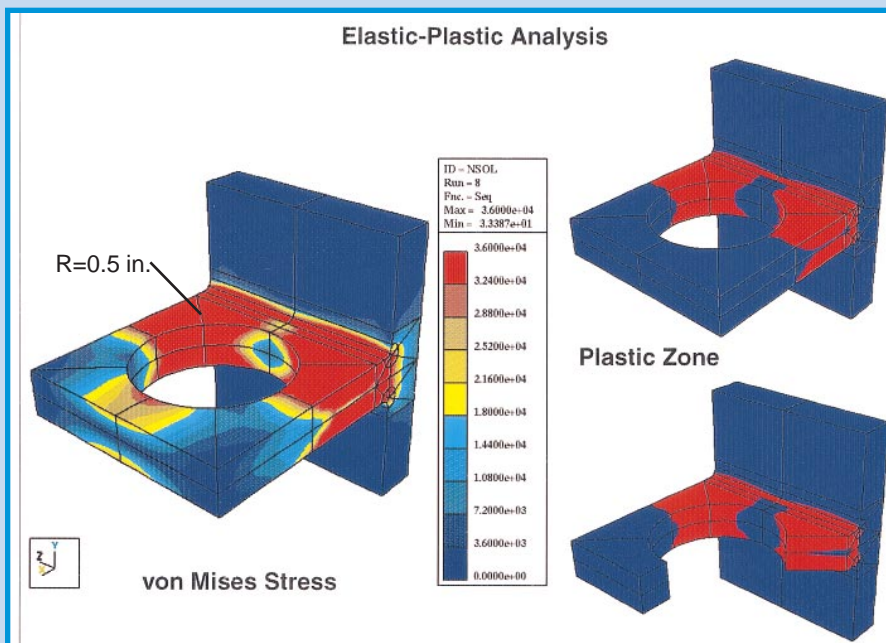 Elastic-Plastic Analysis
ID = NSOL
Run = 8
Fnc. = Seq
Max = 3.6000e+04
Min = 3.3387e+01
3.6000e+04
3.2400e+04
2.8800e+04
2.5200e+04
2.1600e+04
1.8000e+04
1.4400e+04
1.0800e+04
7.2000e+03
3.6000e+03
0.0000e+00
R=0.5 in.
Plastic Zone
Y
Z
X
von Mises Stress